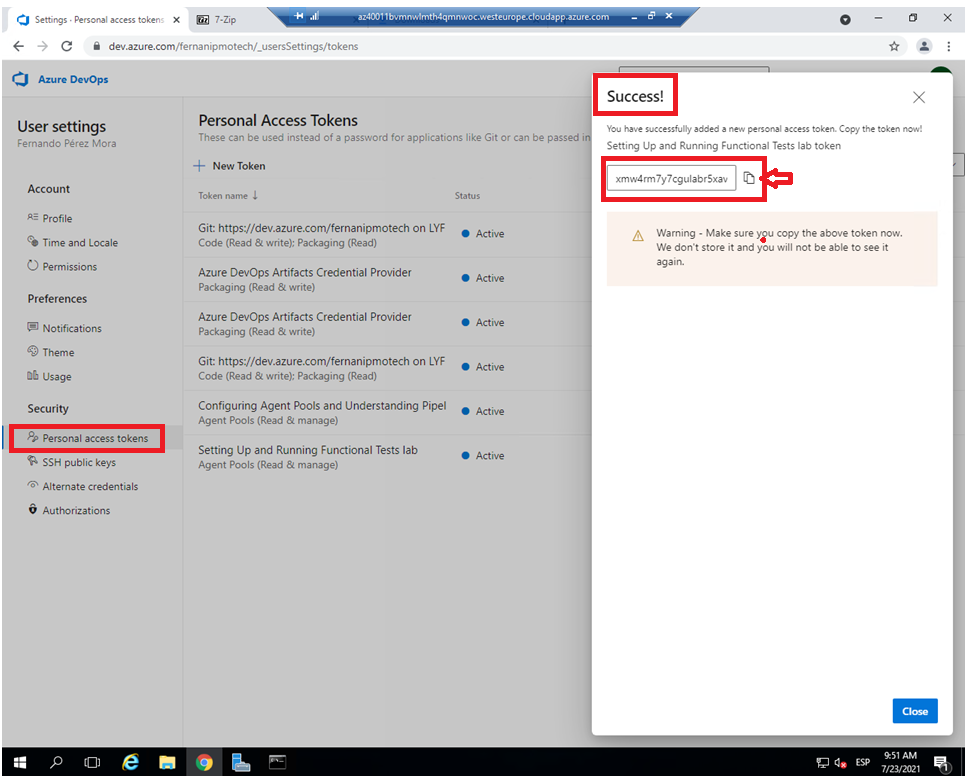 Settings · Personal access tokens
7-Zip
az40011bvmnwlmth4qmnwoc.westeurope.cloudapp.azure.com
dev.azure.com/fernanipmotech/_usersSettings/tokens
Azure DevOps
User settings
Fernando Pérez Mora
Account
Profile
Time and Locale
Permissions
Preferences
Notifications
Theme
Usage
Security
Personal access tokens
SSH public keys
Alternate credentials
Authorizations
Personal Access Tokens
These can be used instead of a password for applications like Git or can be passed in
New Token
Token name ↓ Status
Git: https://dev.azure.com/fernanipmotech on LYF Active
Code (Read & write); Packaging (Read)
Azure DevOps Artifacts Credential Provider Active
Packaging (Read & write)
Azure DevOps Artifacts Credential Provider Active
Packaging (Read & write)
Git: https://dev.azure.com/fernanipmotech on LYF Active
Code (Read & write); Packaging (Read)
Configuring Agent Pools and Understanding Pipel Active
Agent Pools (Read & manage)
Setting Up and Running Functional Tests lab Active
Agent Pools (Read & manage)
Success!
You have successfully added a new personal access token. Copy the token now!
Setting Up and Running Functional Tests lab token
xmw4rm7y7cgulabr5xav
Warning - Make sure you copy the above token now.
We don't store it and you will not be able to see it
again.
Close
ESP
9:51 AM
7/23/2021
1